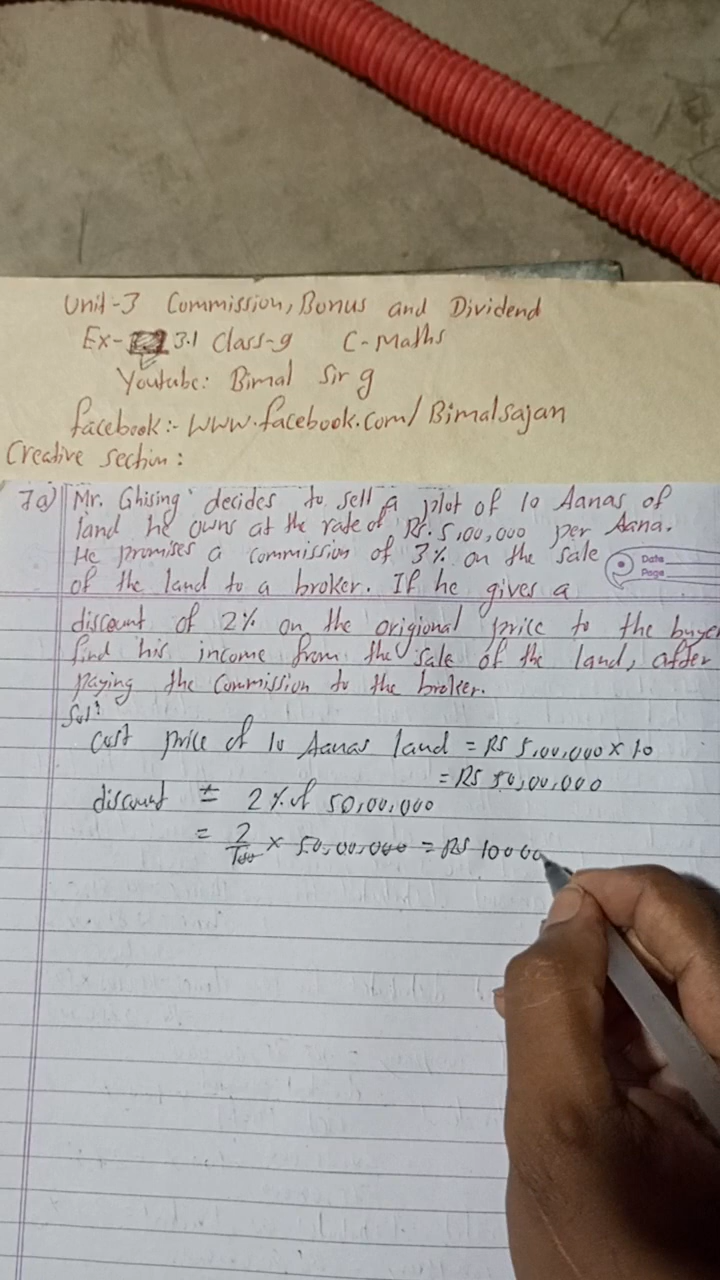 Unit-3 Commission, Bonus and Dividend
Ex- 3.1 Class-9 C-Maths
Youtube: Bimal Sir g
facebook:- www.facebook.com/Bimalsajan
Creative section:
7a) Mr. Ghising decides to sell a plot of 10 Aanas of
land he owns at the rate of Rs. 5,00,000 per Aana.
He promises a commission of 3% on the sale
Date
Page
of the land to a broker. If he gives a
discount of 2% on the origional price to the buyer
find his income from the sale of the land, after
paying the commission to the broker.
Solⁿ
Cost price of 10 Aanas land = RS 5,00,000 × 10
= RS 50,00,000
discount = 2% of 50,00,000
= 2/100 × 50,00,000 = RS 10000